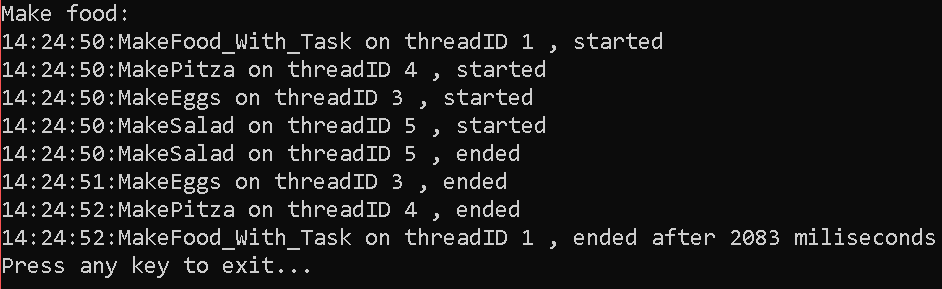 Make food:
14:24:50:MakeFood_With_Task on threadID 1 , started
14:24:50:MakePitza on threadID 4 , started
14:24:50:MakeEggs on threadID 3 , started
14:24:50:MakeSalad on threadID 5 , started
14:24:50:MakeSalad on threadID 5 , ended
14:24:51:MakeEggs on threadID 3 , ended
14:24:52:MakePitza on threadID 4 , ended
14:24:52:MakeFood_With_Task on threadID 1 , ended after 2083 miliseconds
Press any key to exit...